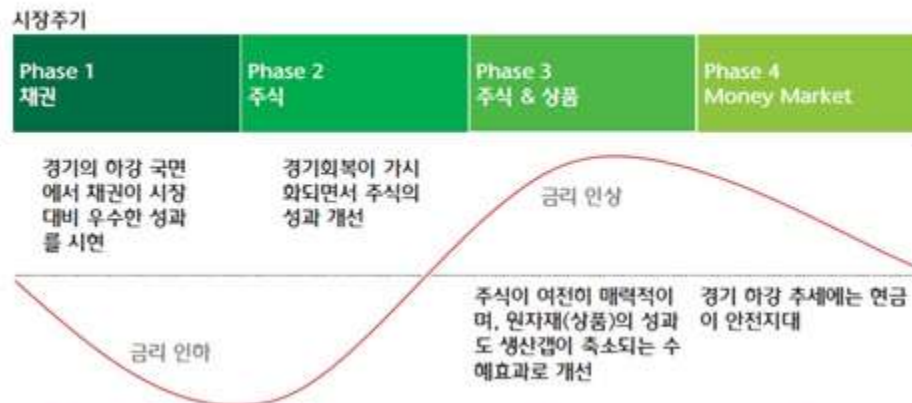 시장주기
Phase 1
채권
Phase 2
주식
Phase 3
주식 & 상품
Phase 4
Money Market
경기의 하강 국면
에서 채권이 시장
대비 우수한 성과
를 시현
경기회복이 가시
화되면서 주식의
성과 개선
금리 인상
금리 인하
주식이 여전히 매력적이
며, 원자재(상품)의 성과
도 생산갭이 축소되는 수
혜효과로 개선
경기 하강 추세에는 현금
이 안전지대